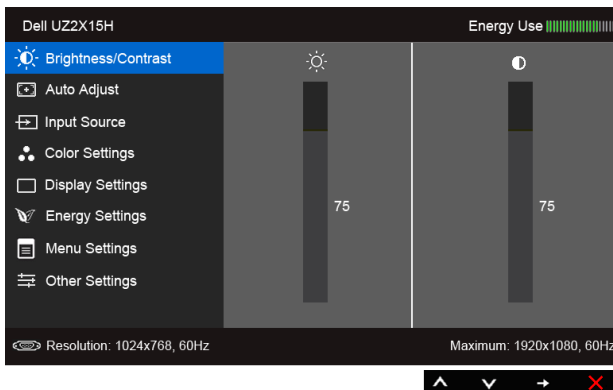 Dell UZ2X15H
Energy Use
Brightness/Contrast
Auto Adjust
Input Source
Color Settings
Display Settings
Energy Settings
Menu Settings
Other Settings
75
75
Resolution: 1024x768, 60Hz
Maximum: 1920x1080, 60Hz